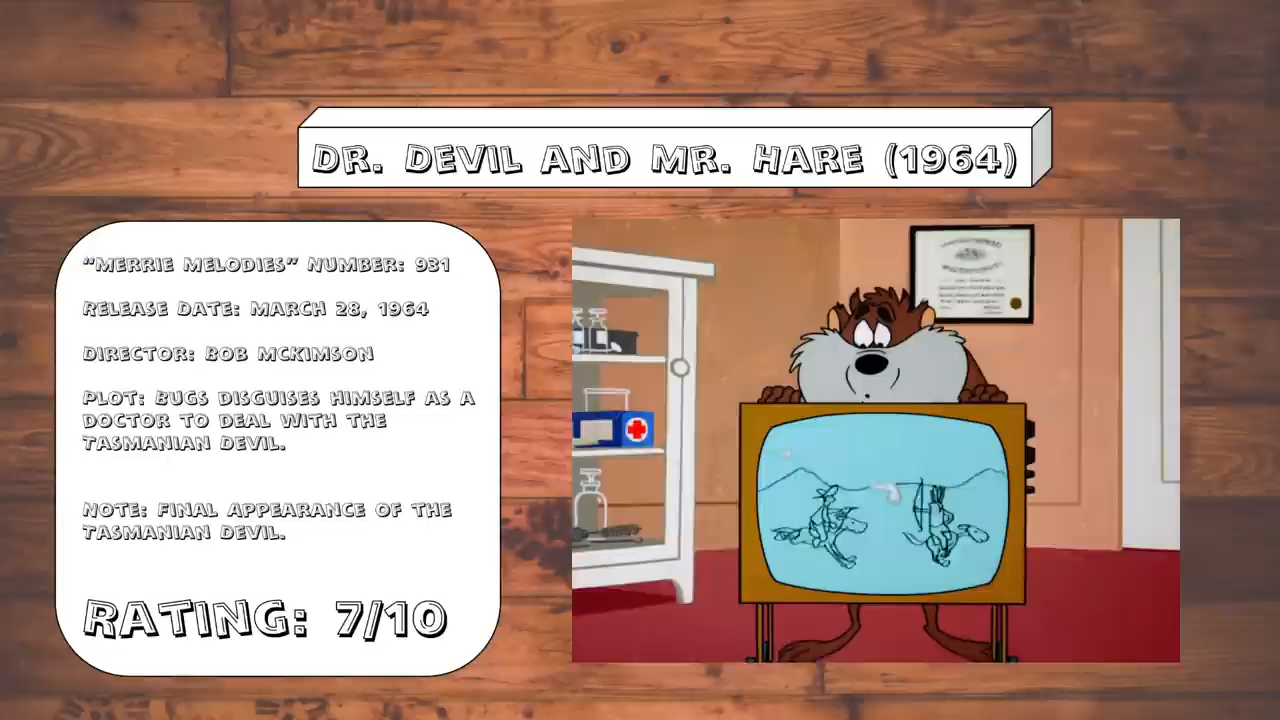 DR. DEVIL AND MR. HARE (1964)
"MERRIE MELODIES" NUMBER: 931
RELEASE DATE: MARCH 28, 1964
DIRECTOR: BOB MCKIMSON
PLOT: BUGS DISGUISES HIMSELF AS A
DOCTOR TO DEAL WITH THE
TASMANIAN DEVIL.
NOTE: FINAL APPEARANCE OF THE
TASMANIAN DEVIL.
RATING: 7/10